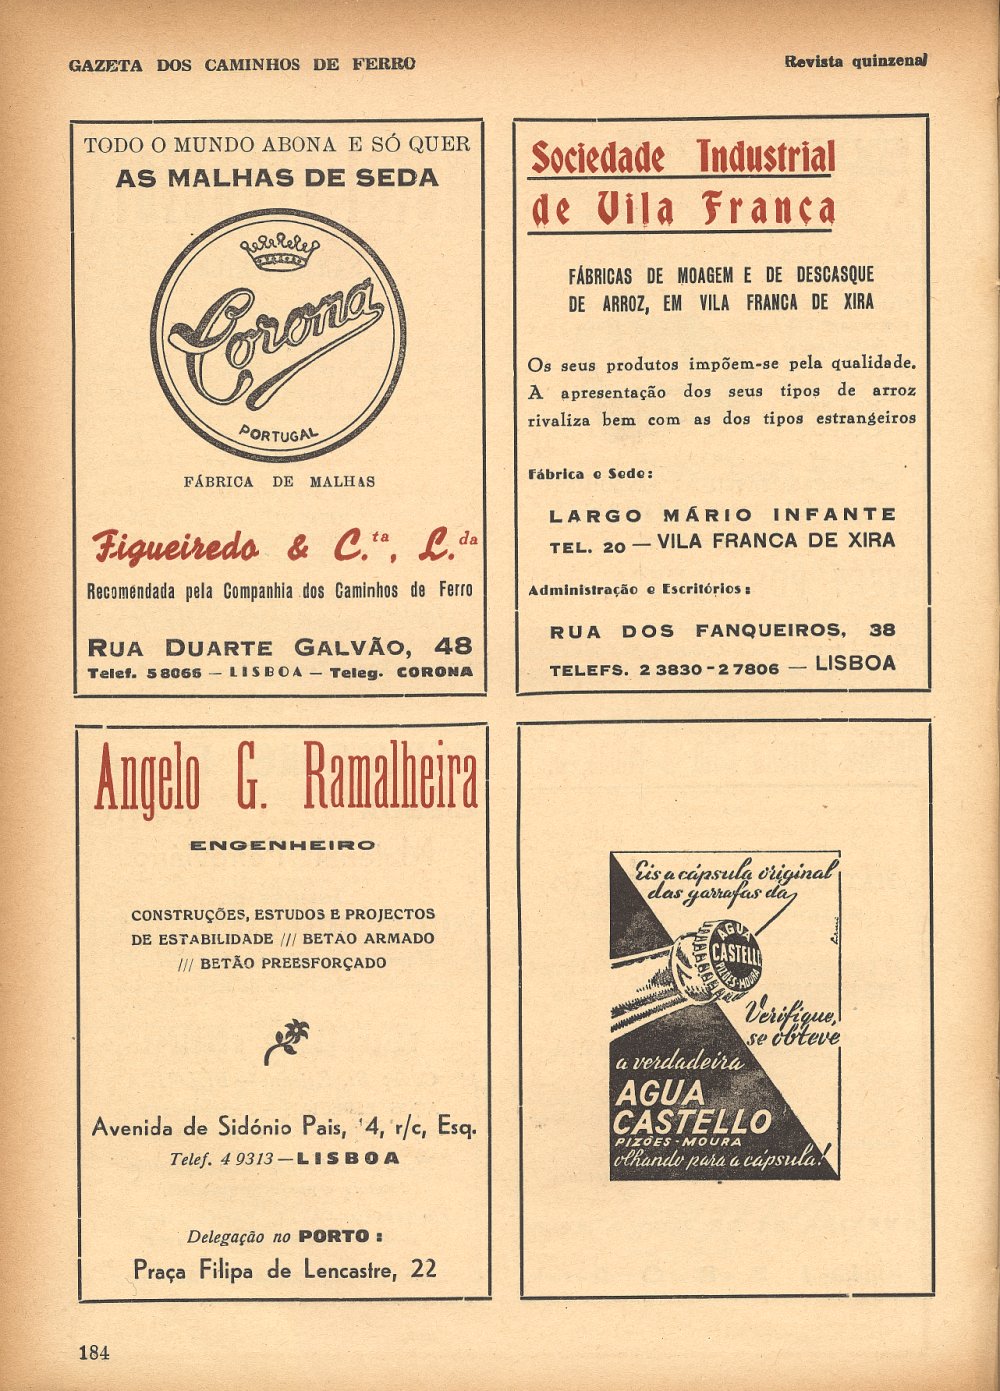 GAZETA DOS CAMINHOS DE FERRO
Revista quinzenal
TODO O MUNDO ABONA E SÓ QUER
AS MALHAS DE SEDA
Corona
PORTUGAL
FÁBRICA DE MALHAS
Figueiredo & C.ta, L.da
Recomendada pela Companhia dos Caminhos de Ferro
RUA DUARTE GALVÃO, 48
Telef. 58066 — LISBOA — Teleg. CORONA
Sociedade Industrial
de Vila Franca
FÁBRICAS DE MOAGEM E DE DESCASQUE
DE ARROZ, EM VILA FRANCA DE XIRA
Os seus produtos impõem-se pela qualidade.
A apresentação dos seus tipos de arroz
rivaliza bem com as dos tipos estrangeiros
Fábrica e Sede:
LARGO MÁRIO INFANTE
TEL. 20 — VILA FRANCA DE XIRA
Administração e Escritórios:
RUA DOS FANQUEIROS, 38
TELEFS. 23830-27806 — LISBOA
Angelo G. Ramalheira
ENGENHEIRO
CONSTRUÇÕES, ESTUDOS E PROJECTOS
DE ESTABILIDADE /// BETAO ARMADO
/// BETÃO PREESFORÇADO
Avenida de Sidónio Pais, 4, r/c, Esq.
Telef. 49313 — LISBOA
Delegação no PORTO:
Praça Filipa de Lencastre, 22
Eis a cápsula original
das garrafas da
AGUA
CASTELLO
PIZÕES-MOURA
Verifique,
se obteve
a verdadeira
AGUA
CASTELLO
PIZÕES-MOURA
olhando para a cápsula!
184